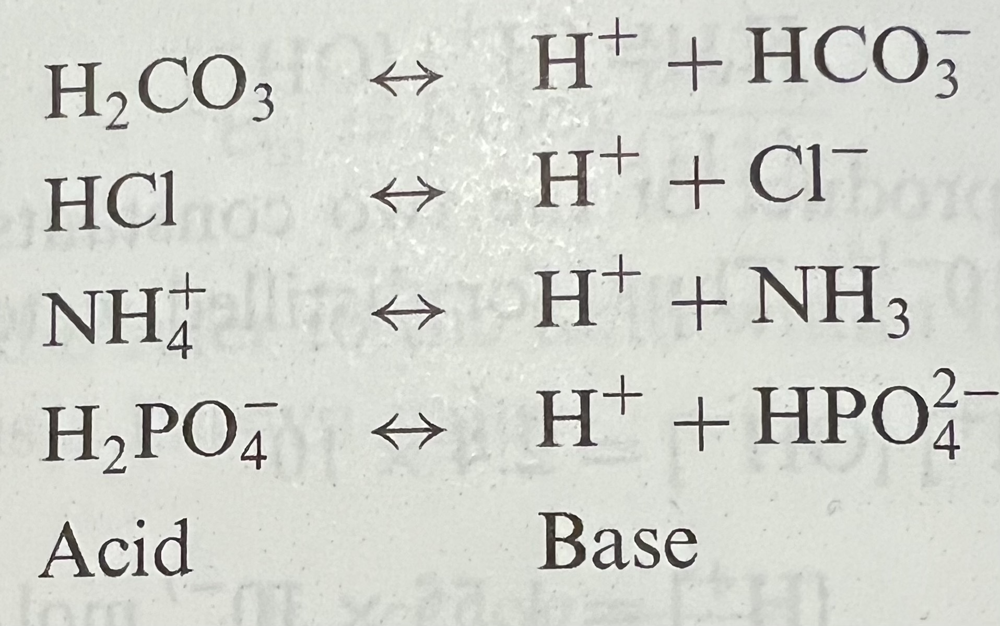 H₂CO₃ ↔ H⁺ + HCO₃⁻
HCl ↔ H⁺ + Cl⁻
NH₄⁺ ↔ H⁺ + NH₃
H₂PO₄⁻ ↔ H⁺ + HPO₄²⁻
Acid Base